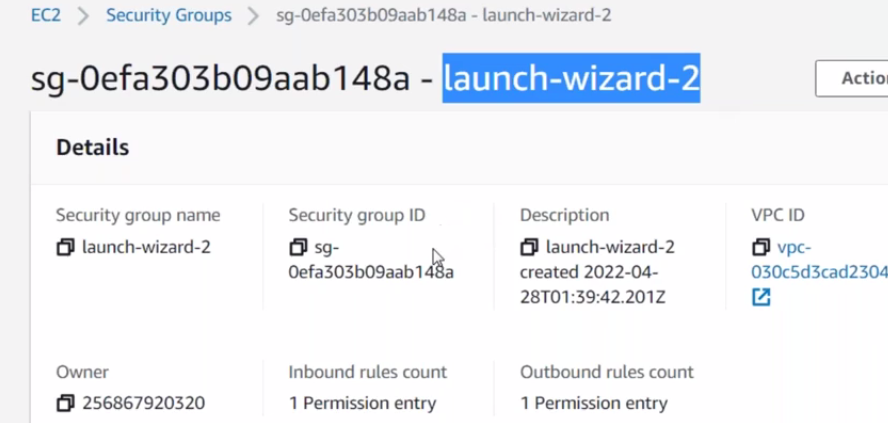 EC2 > Security Groups > sg-0efa303b09aab148a - launch-wizard-2
sg-0efa303b09aab148a - launch-wizard-2
Details
Security group name
launch-wizard-2
Security group ID
sg-
0efa303b09aab148a
Description
launch-wizard-2
created 2022-04-
28T01:39:42.201Z
VPC ID
vpc-
030c5d3cad2304
Owner
256867920320
Inbound rules count
1 Permission entry
Outbound rules count
1 Permission entry